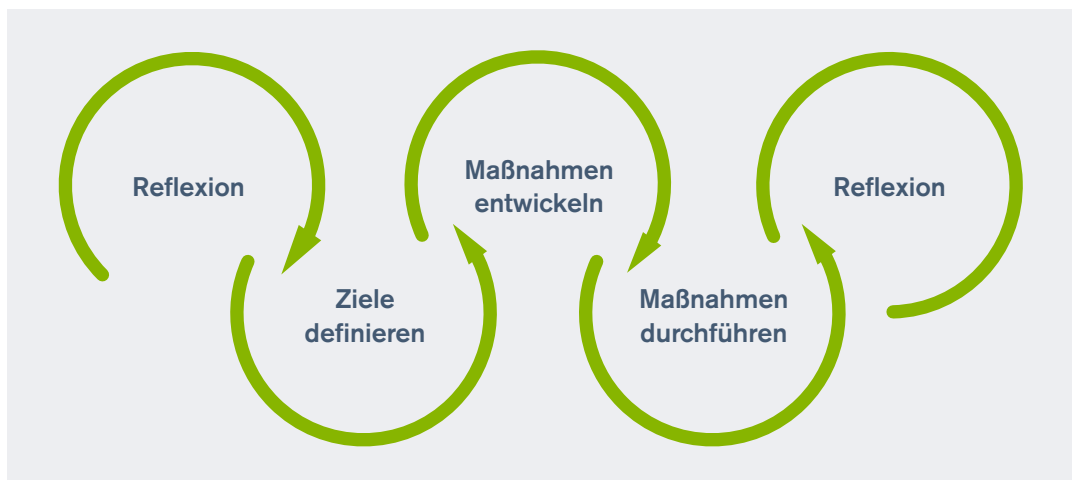 Reflexion
Ziele
definieren
Maßnahmen
entwickeln
Maßnahmen
durchführen
Reflexion